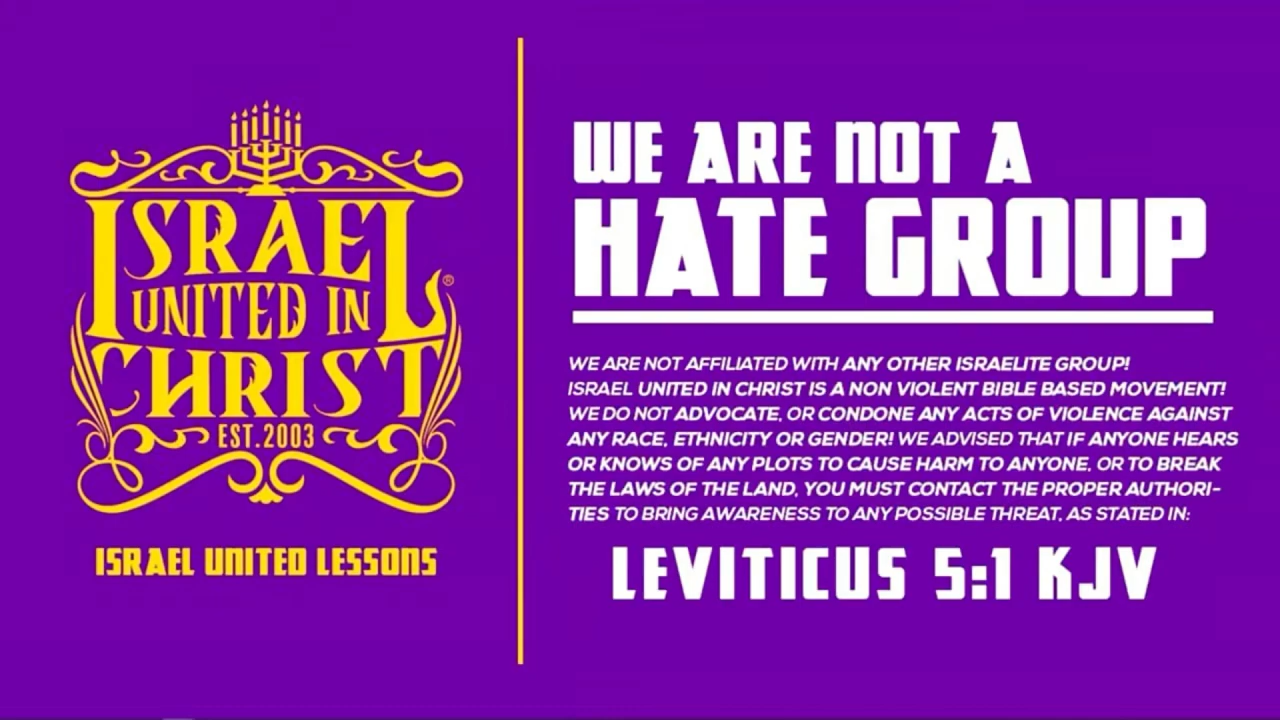 ISRAEL
UNITED IN
CHRIST®
EST.2003
ISRAEL UNITED LESSONS
WE ARE NOT A
HATE GROUP
WE ARE NOT AFFILIATED WITH ANY OTHER ISRAELITE GROUP!
ISRAEL UNITED IN CHRIST IS A NON VIOLENT BIBLE BASED MOVEMENT!
WE DO NOT ADVOCATE, OR CONDONE ANY ACTS OF VIOLENCE AGAINST
ANY RACE, ETHNICITY OR GENDER! WE ADVISED THAT IF ANYONE HEARS
OR KNOWS OF ANY PLOTS TO CAUSE HARM TO ANYONE, OR TO BREAK
THE LAWS OF THE LAND, YOU MUST CONTACT THE PROPER AUTHORI-
TIES TO BRING AWARENESS TO ANY POSSIBLE THREAT, AS STATED IN:
LEVITICUS 5:1 KJV